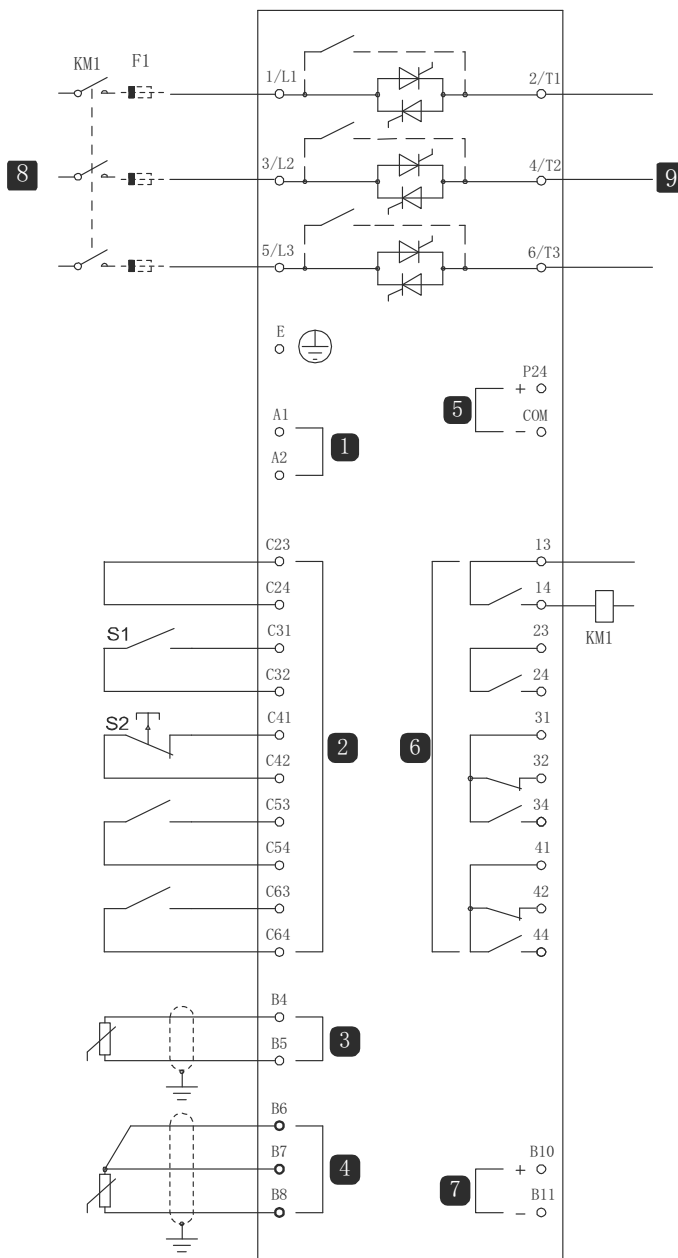 KM1 F1
1/L1 2/T1
8 3/L2 4/T2 9
5/L3 6/T3
E
P24
+
5
A1 COM
-
1
A2
C23 13
C24 14
S1 C31 23 KM1
C32 24
S2 C41 31
2 6
C42 32
C53 34
C54 41
C63 42
C64 44
B4
3
B5
B6
B7 B10
4 7 +
B8 B11
-